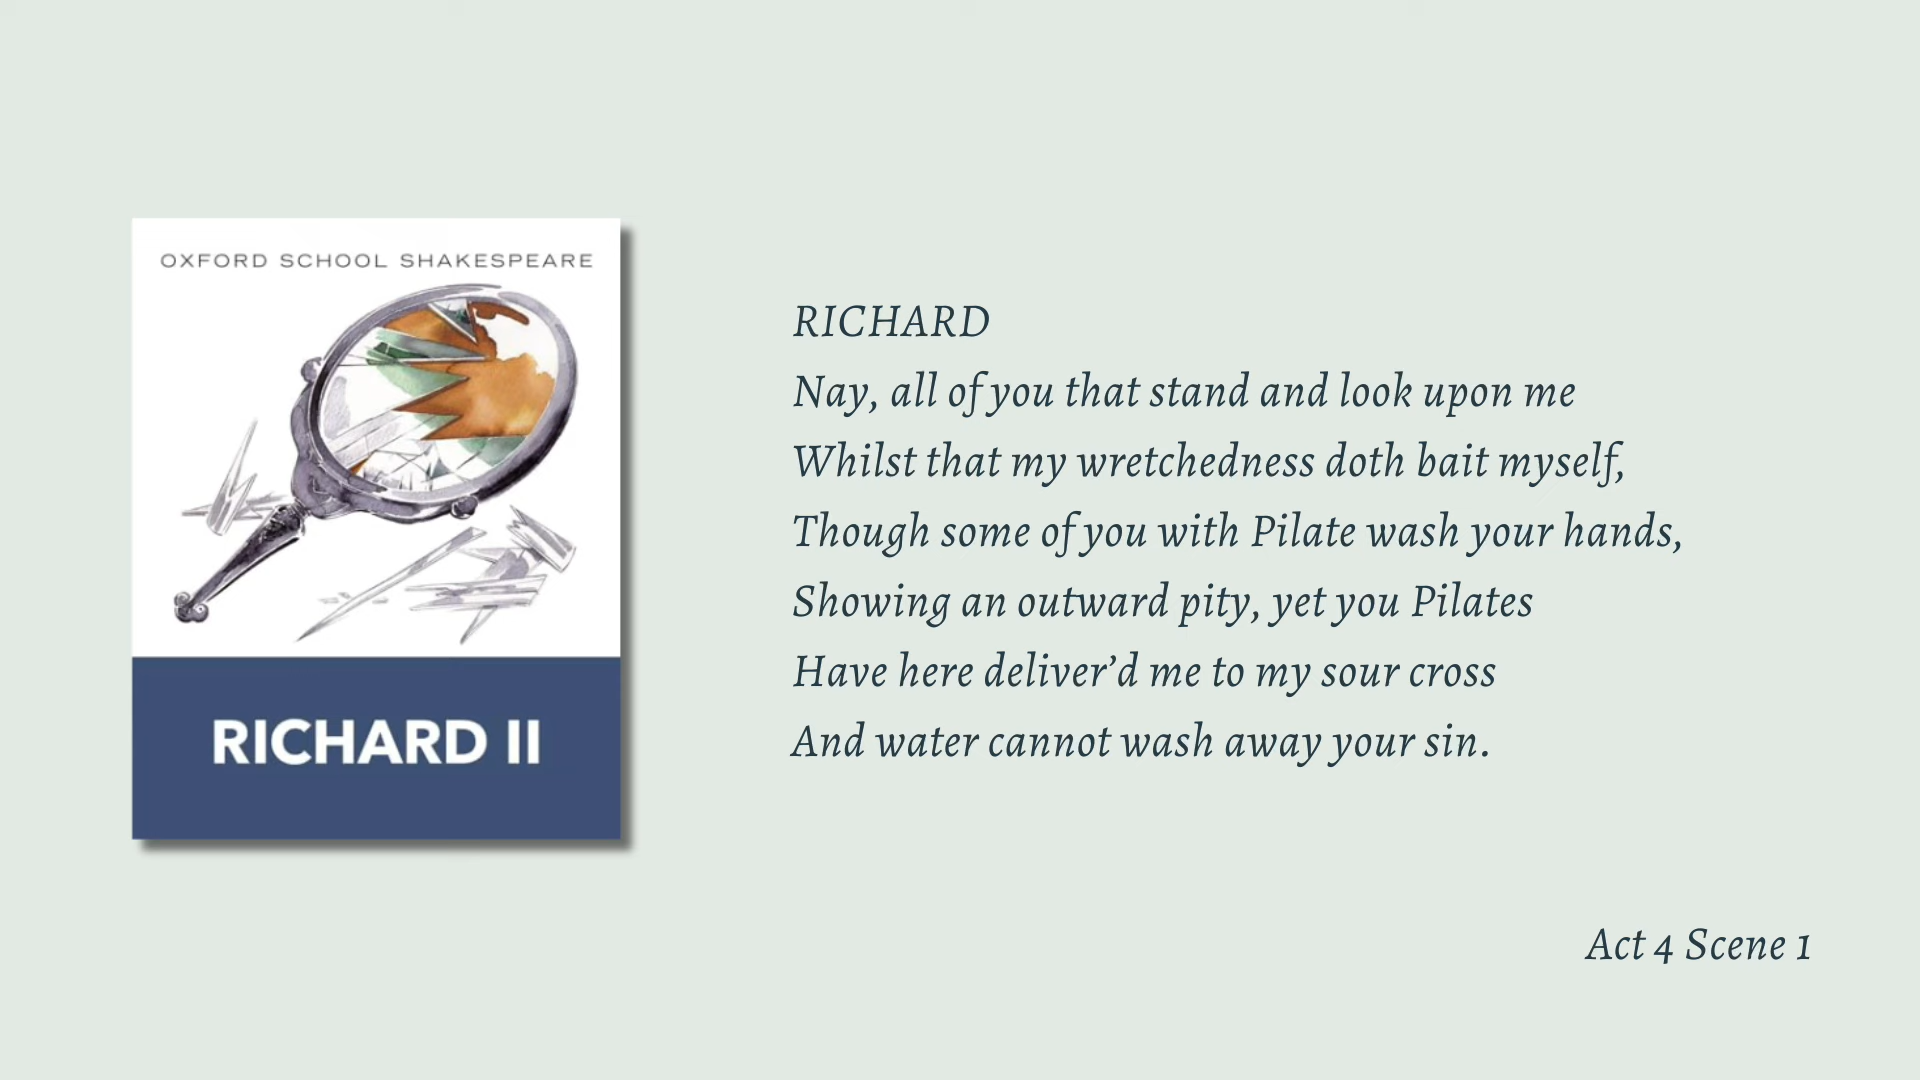 OXFORD SCHOOL SHAKESPEARE
RICHARD II
RICHARD
Nay, all of you that stand and look upon me
Whilst that my wretchedness doth bait myself,
Though some of you with Pilate wash your hands,
Showing an outward pity, yet you Pilates
Have here deliver’d me to my sour cross
And water cannot wash away your sin.
Act 4 Scene 1